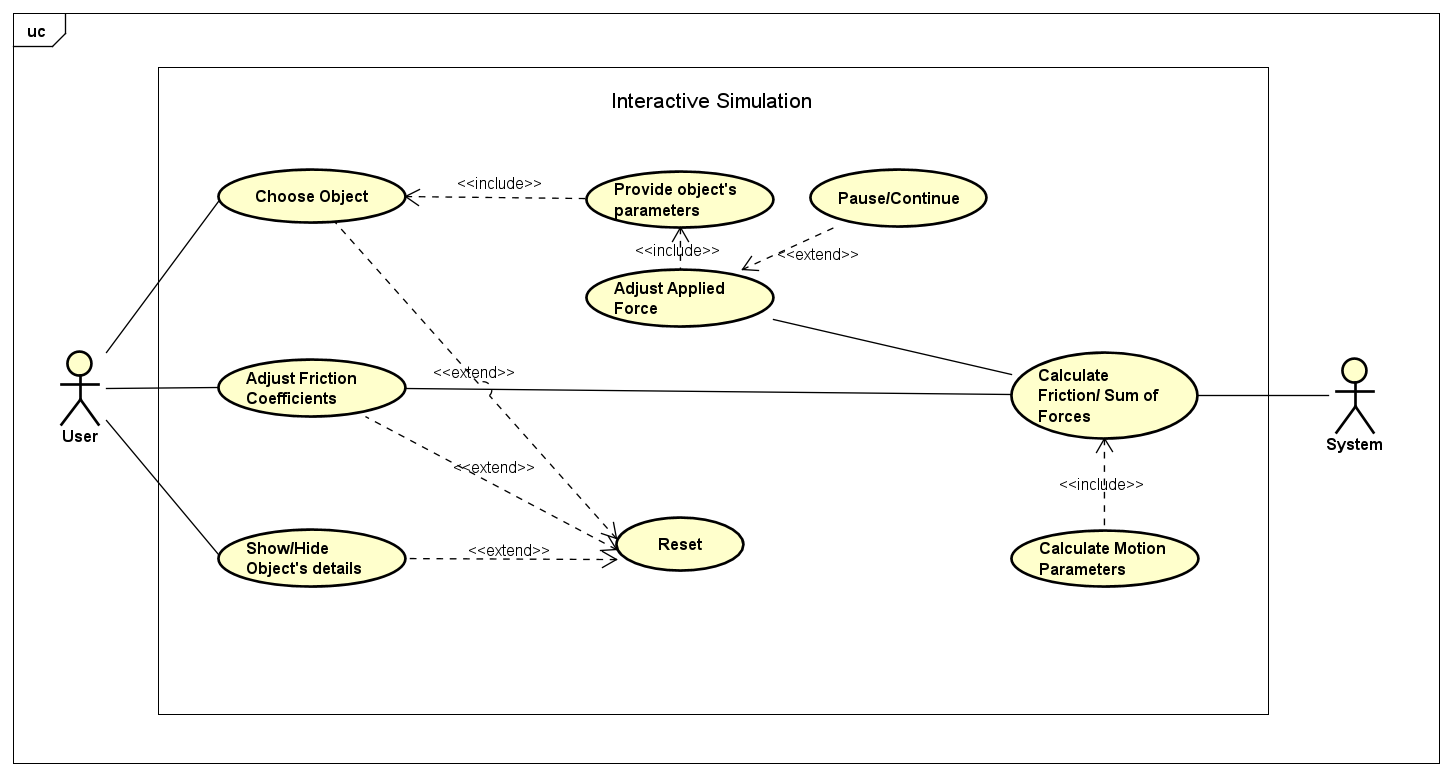 uc
Interactive Simulation
Choose Object
<<include>>
Provide object's
parameters
Pause/Continue
<<include>>
<<extend>>
Adjust Applied
Force
<<extend>>
Adjust Friction
Coefficients
Calculate
Friction/ Sum of
Forces
User
System
<<extend>>
<<include>>
Show/Hide
Object's details
<<extend>>
Reset
Calculate Motion
Parameters